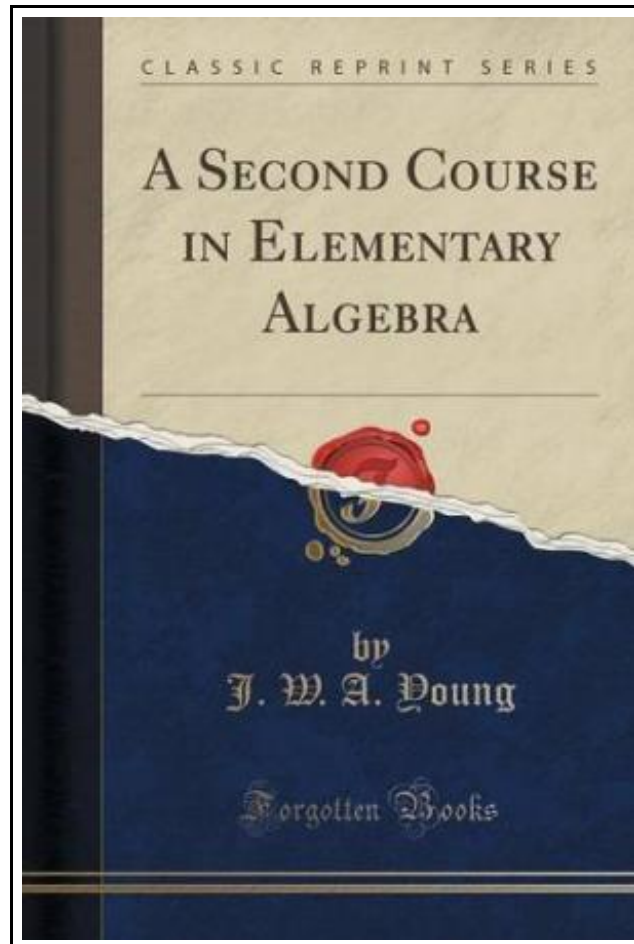 CLASSIC REPRINT SERIES
A SECOND COURSE
IN ELEMENTARY
ALGEBRA
by
J. W. A. Young
Forgotten Books